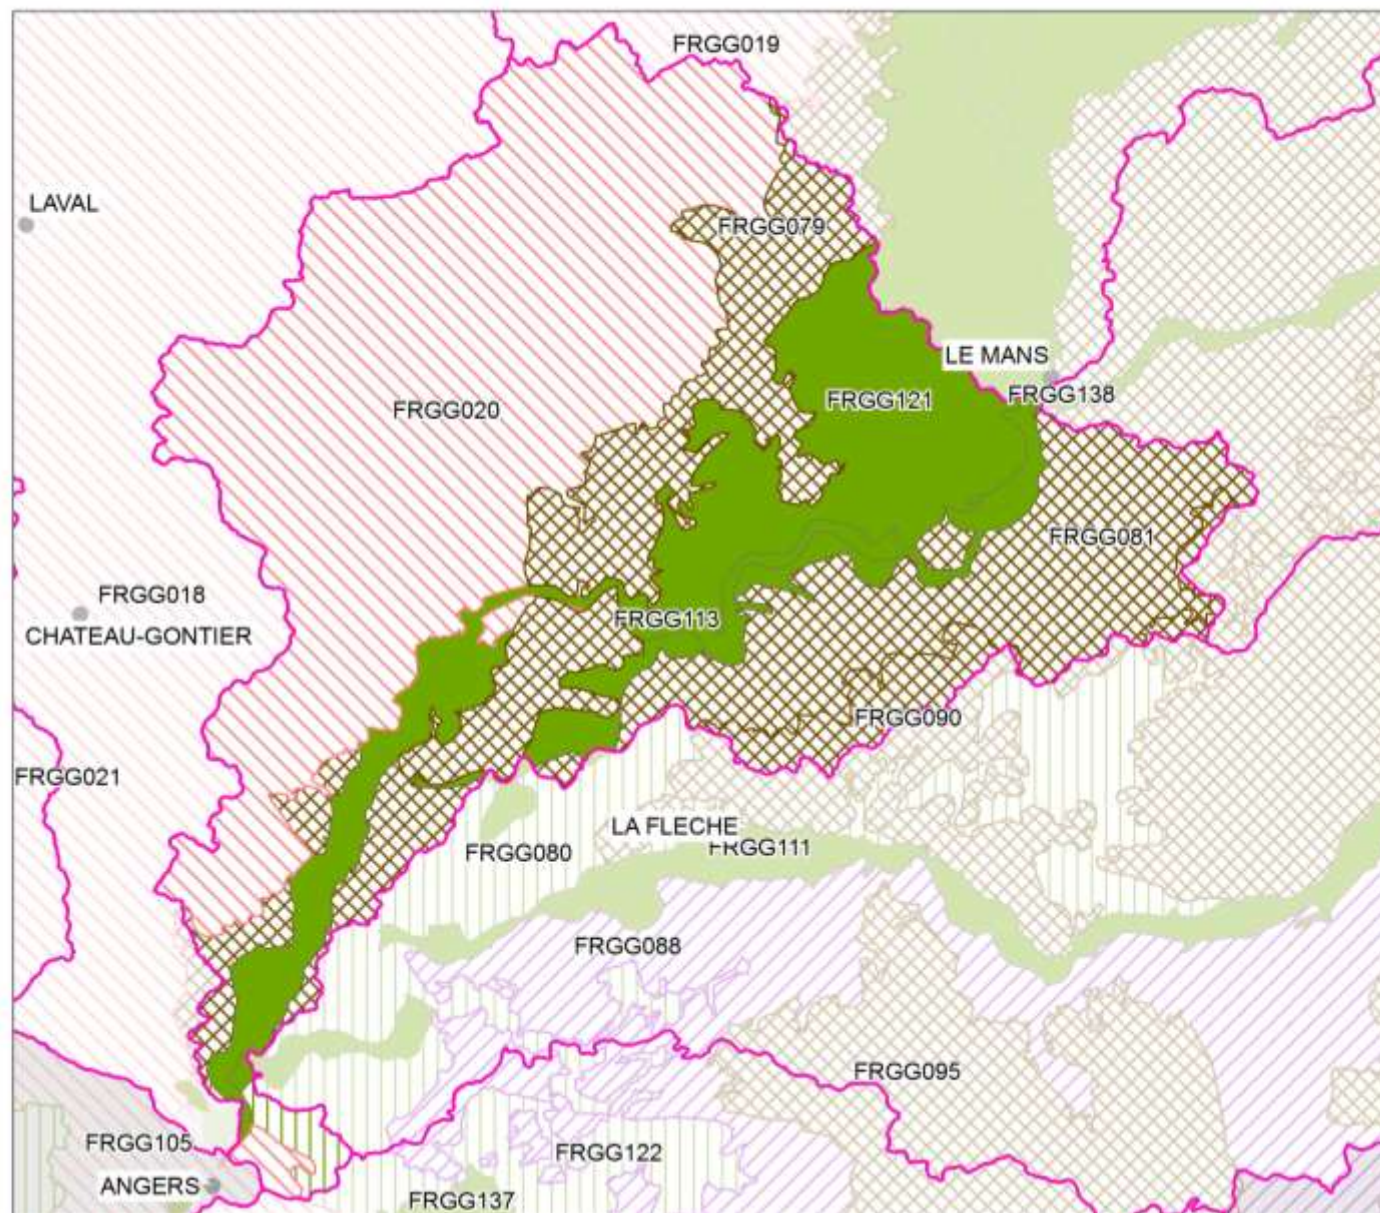 FRGG019
LAVAL
FRGG079
LE MANS
FRGG138
FRGG121
FRGG020
FRGG081
FRGG018
CHATEAU-GONTIER
FRGG113
FRGG090
FRGG021
LA FLECHE
FRGG111
FRGG080
FRGG088
FRGG095
FRGG105
FRGG122
ANGERS
FRGG137